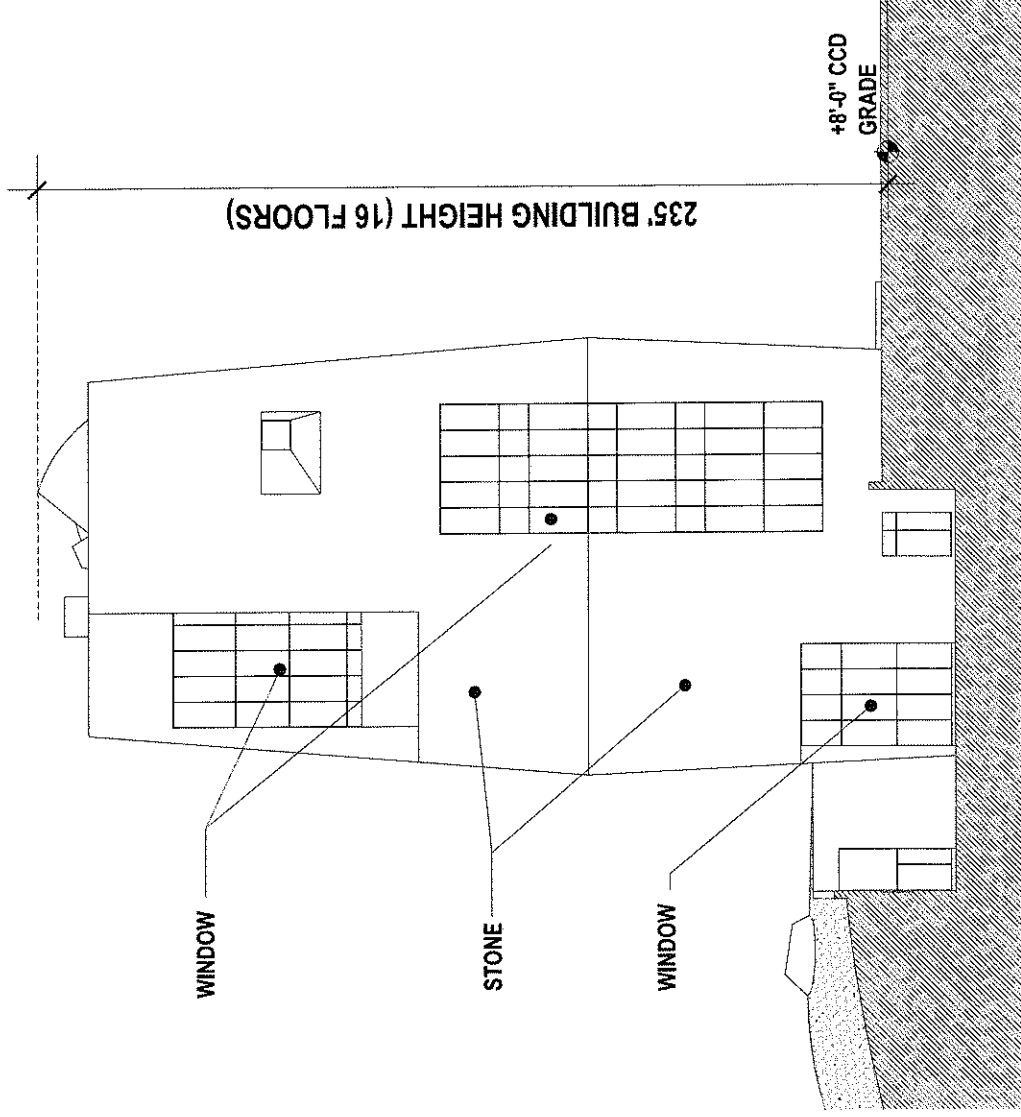 +8'-0" CCD
GRADE
235' BUILDING HEIGHT (16 FLOORS)
WINDOW
STONE
WINDOW